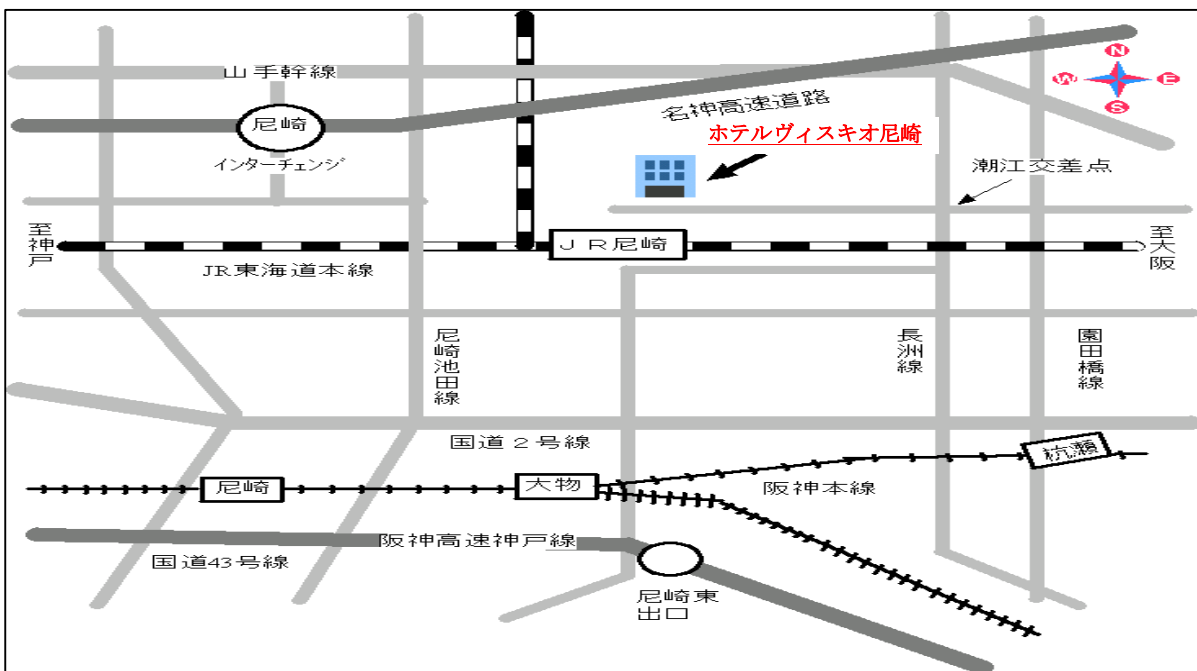 山手幹線
N
W
E
S
名神高速道路
尼崎
インターチェンジ
ホテルヴィスキオ尼崎
潮江交差点
至神戸
JR尼崎
至大阪
JR東海道本線
尼崎池田線
長洲線
園田橋線
国道2号線
杭瀬
尼崎
大物
阪神本線
阪神高速神戸線
国道43号線
尼崎東
出口